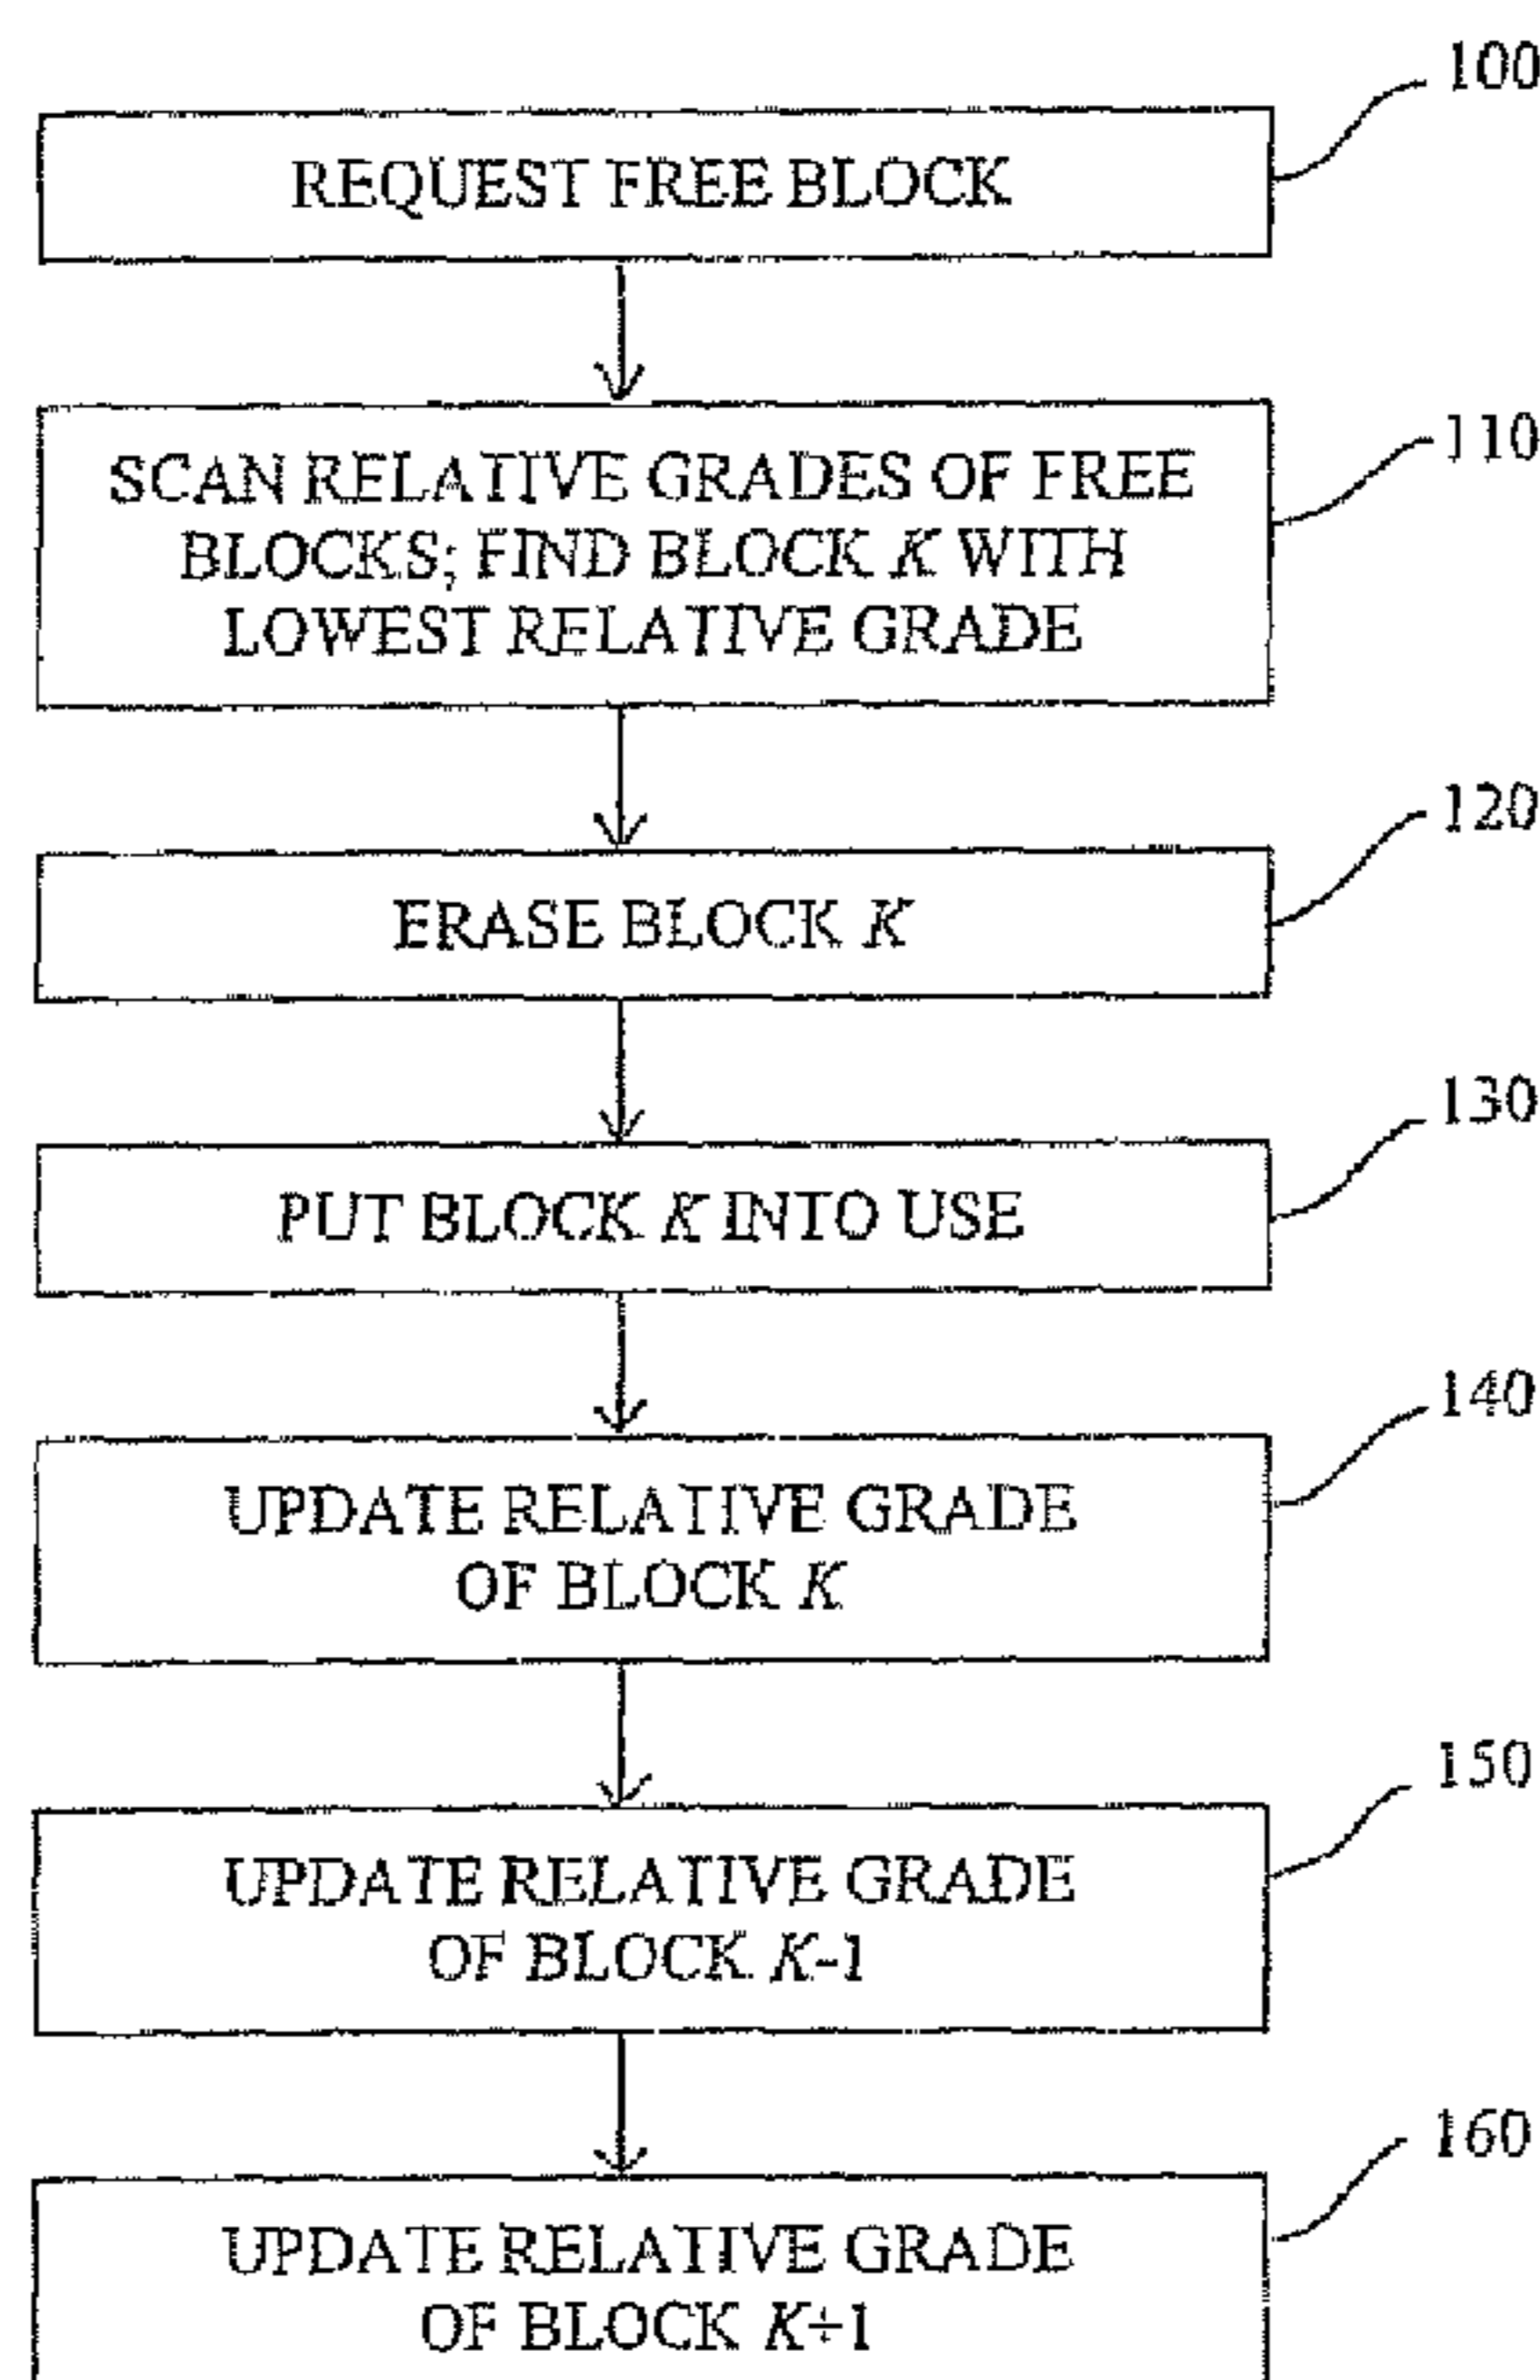 100
REQUEST FREE BLOCK
110
SCAN RELATIVE GRADES OF FREE
BLOCKS; FIND BLOCK K WITH
LOWEST RELATIVE GRADE
120
ERASE BLOCK K
130
PUT BLOCK K INTO USE
140
UPDATE RELATIVE GRADE
OF BLOCK K
150
UPDATE RELATIVE GRADE
OF BLOCK K-1
160
UPDATE RELATIVE GRADE
OF BLOCK K+1